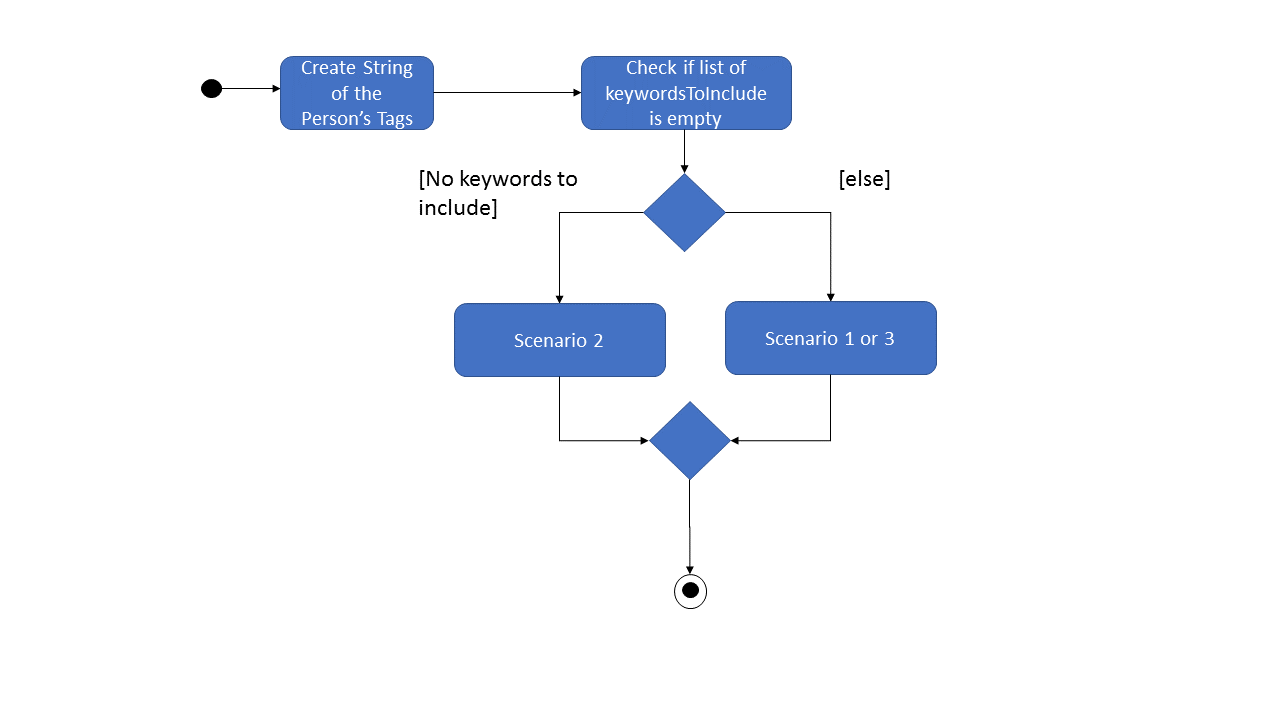 Create String
of the
Person’s Tags
Check if list of
keywordsToInclude
is empty
[No keywords to
include]
[else]
Scenario 2
Scenario 1 or 3